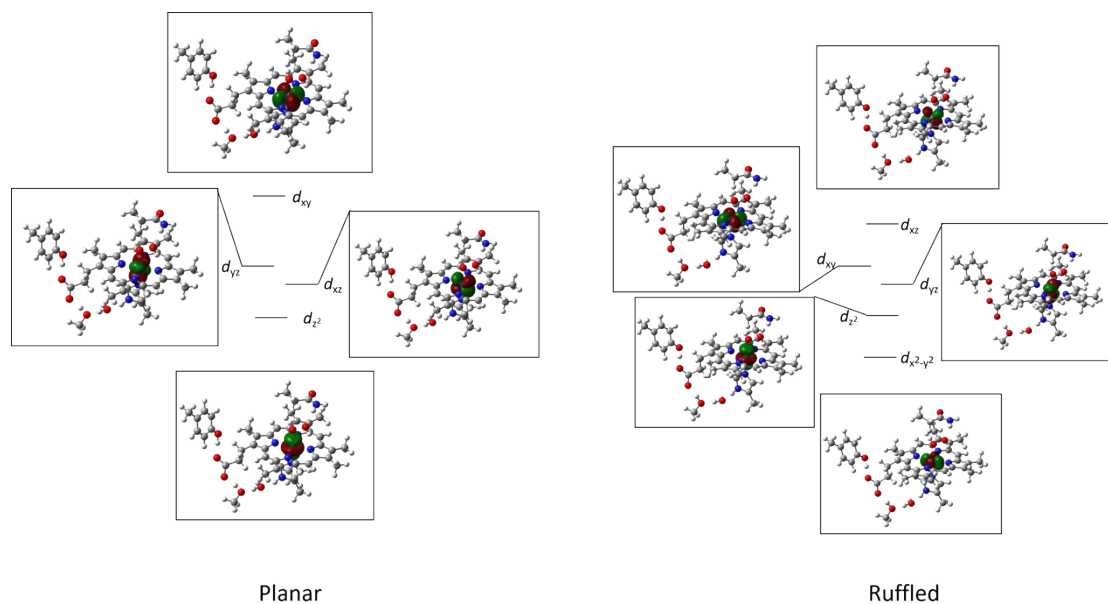 d_xy
d_yz
d_xz
d_z²
Planar
d_xz
d_xy
d_yz
d_z²
d_x²-y²
Ruffled